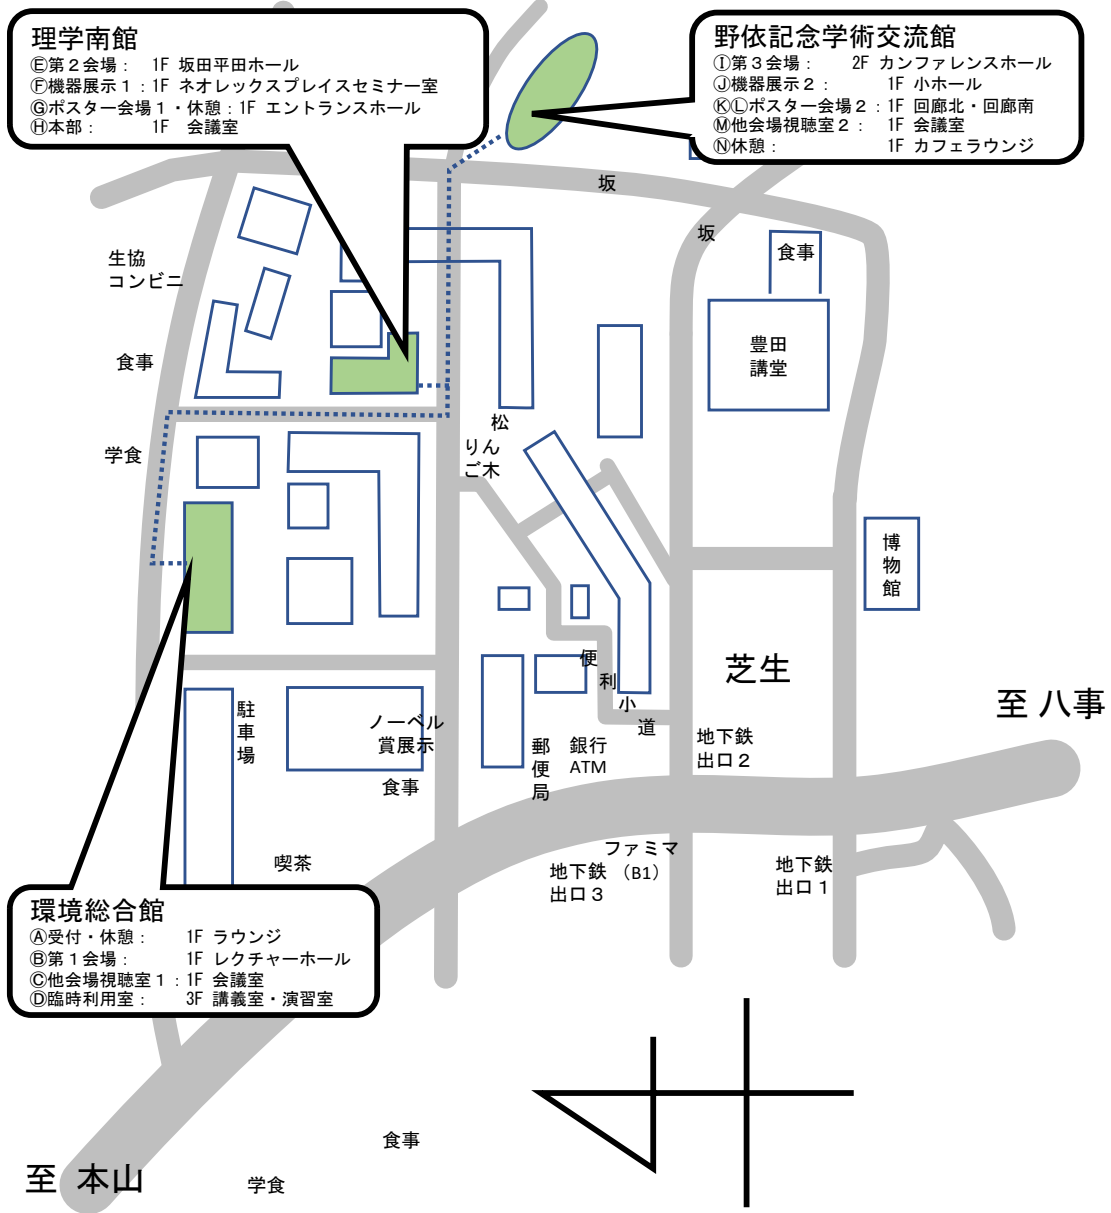 理学南館
Ⓔ第２会場： 1F 坂田平田ホール
Ⓕ機器展示１：1F ネオレックスプレイスセミナー室
Ⓖポスター会場１・休憩：1F エントランスホール
Ⓗ本部： 1F 会議室
野依記念学術交流館
Ⓘ第３会場： 2F カンファレンスホール
Ⓙ機器展示２： 1F 小ホール
ⓀⓁポスター会場２：1F 回廊北・回廊南
Ⓜ他会場視聴室２： 1F 会議室
Ⓝ休憩： 1F カフェラウンジ
坂
坂
食事
生協
コンビニ
豊田
講堂
食事
松
りん
ご木
学食
博
物
館
便
利
小
道
芝生
至 八事
駐
車
場
ノーベル
賞展示
食事
郵
便
局
銀行
ATM
地下鉄
出口２
ファミマ
（B1）
地下鉄
出口３
地下鉄
出口１
喫茶
環境総合館
Ⓐ受付・休憩： 1F ラウンジ
Ⓑ第１会場： 1F レクチャーホール
Ⓒ他会場視聴室１：1F 会議室
Ⓓ臨時利用室： 3F 講義室・演習室
食事
至 本山
学食